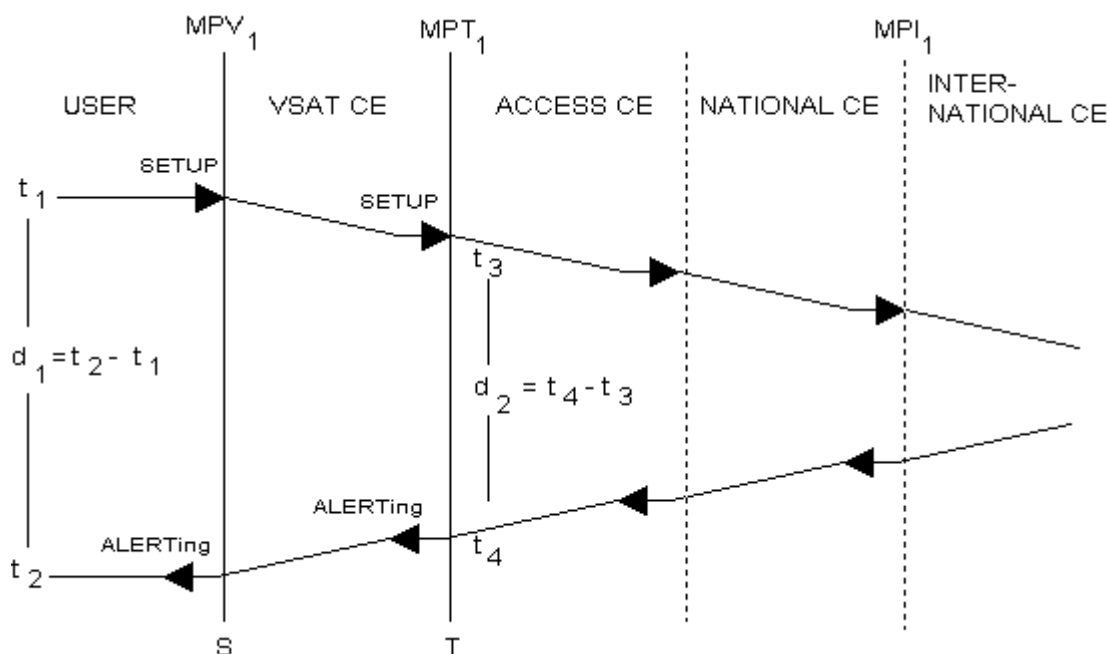 MPV1 MPT1 MPI1
USER VSAT CE ACCESS CE NATIONAL CE INTER-
NATIONAL CE
SETUP
t1 SETUP
t3
d1 = t2 - t1
d2 = t4 - t3
ALERTing
t4
ALERTing
t2
S T